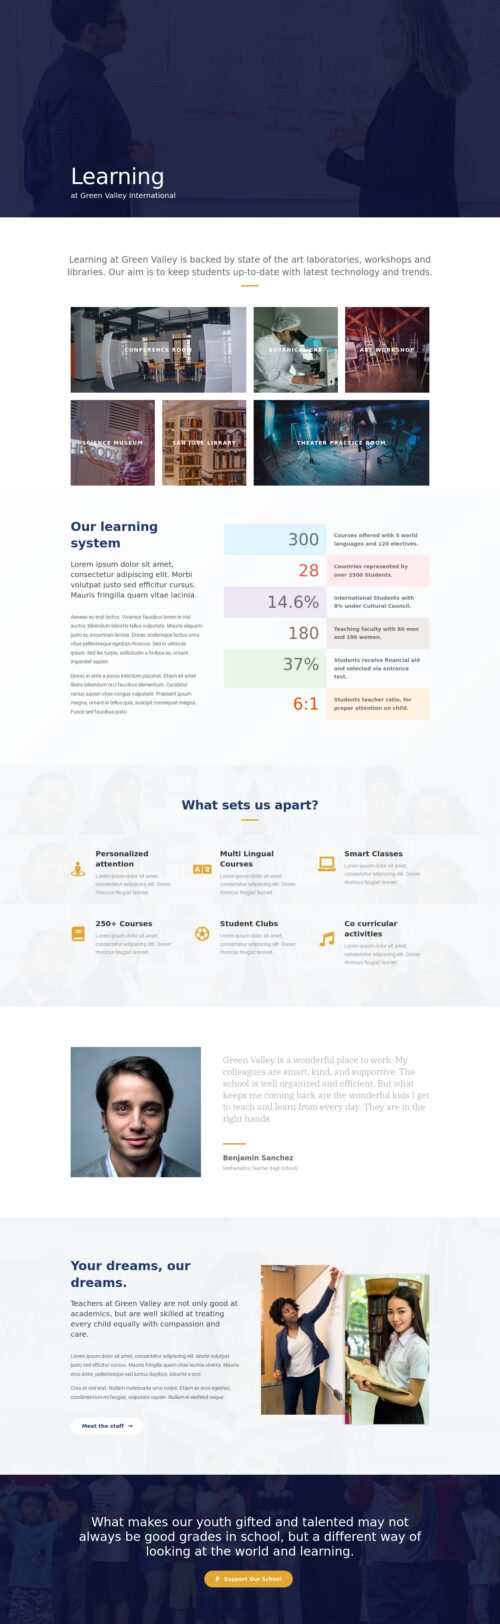 Learning
at Green Valley International
Learning at Green Valley is backed by state of the art laboratories, workshops and
libraries. Our aim is to keep students up-to-date with latest technology and trends.
CONFERENCE ROOM
BOTANICAL LAB
ART WORKSHOP
SCIENCE MUSEUM
SAN JOSE LIBRARY
THEATER PRACTICE ROOM
Our learning
system
Lorem ipsum dolor sit amet,
consectetur adipiscing elit. Morbi
volutpat justo sed efficitur cursus.
Mauris fringilla quam vitae lacinia.
Aenean eu erat lectus. Vivamus faucibus lorem in nisl
auctor, bibendum lobortis tellus vulputate. Mauris aliquam
justo eu accumsan lacinia. Donec scelerisque luctus urna
vitae pellentesque egestas rhoncus. Sed in vehicula
ipsum. Sed leo turpis, sollicitudin a finibus eu, ornare
imperdiet sapien.
Donec in ante a purus interdum placerat. Etiam sit amet
libero bibendum orci faucibus elementum. Curabitur
varius sapien vitae congue vulputate. Praesent ipsum
magna, ornare in tellus quis, suscipit consequat mauris.
Fusce sed faucibus justo.
300
Courses offered with 5 world
languages and 120 electives.
28
Countries represented by
over 2500 Students.
14.6%
International Students with
8% under Cultural Council.
180
Teaching faculty with 80 men
and 100 women.
37%
Students receive financial aid
and selected via entrance
test.
6:1
Students teacher ratio, for
proper attention on child.
What sets us apart?
Personalized
attention
Lorem ipsum dolor sit amet,
consectetur adipiscing elit. Donec
rhoncus feugiat laoreet.
Multi Lingual
Courses
Lorem ipsum dolor sit amet,
consectetur adipiscing elit. Donec
rhoncus feugiat laoreet.
Smart Classes
Lorem ipsum dolor sit amet,
consectetur adipiscing elit. Donec
rhoncus feugiat laoreet.
250+ Courses
Lorem ipsum dolor sit amet,
consectetur adipiscing elit. Donec
rhoncus feugiat laoreet.
Student Clubs
Lorem ipsum dolor sit amet,
consectetur adipiscing elit. Donec
rhoncus feugiat laoreet.
Co curricular
activities
Lorem ipsum dolor sit amet,
consectetur adipiscing elit. Donec
rhoncus feugiat laoreet.
Green Valley is a wonderful place to work. My
colleagues are smart, kind, and supportive. The
school is well organized and efficient. But what
keeps me coming back are the wonderful kids I get
to teach and learn from every day. They are in the
right hands.
Benjamin Sanchez
Mathematics Teacher (High School)
Your dreams, our
dreams.
Teachers at Green Valley are not only good at
academics, but are well skilled at treating
every child equally with compassion and
care.
Lorem ipsum dolor sit amet, consectetur adipiscing elit. Morbi volutpat
justo sed efficitur cursus. Mauris fringilla quam vitae lacinia viverra. Mauris
eros dolor, pellentesque sed luctus dapibus, lobortis a orci.
Cras at nisl erat. Nullam malesuada urna turpis. Etiam ac eros egestas,
condimentum mi feugiat, vulputate sapien. Nullam in eleifend neque.
Meet the staff →
What makes our youth gifted and talented may not
always be good grades in school, but a different way of
looking at the world and learning.
Support Our School